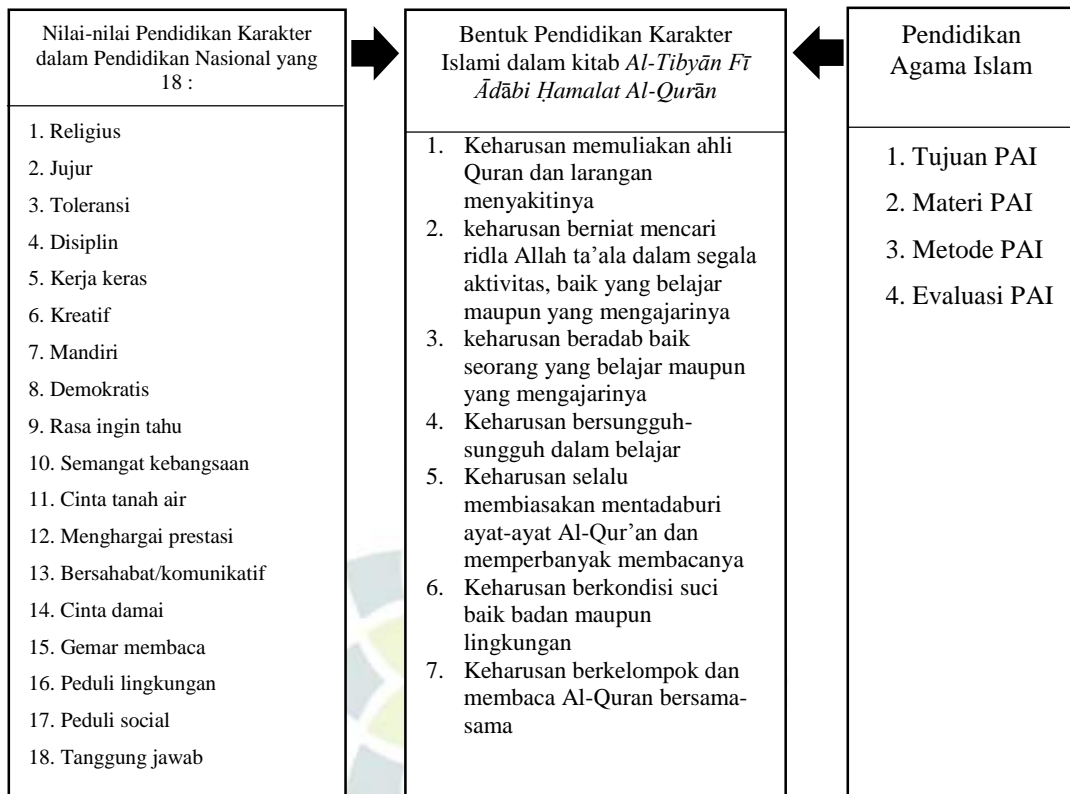 Nilai-nilai Pendidikan Karakter
dalam Pendidikan Nasional yang
18 :
1. Religius
2. Jujur
3. Toleransi
4. Disiplin
5. Kerja keras
6. Kreatif
7. Mandiri
8. Demokratis
9. Rasa ingin tahu
10. Semangat kebangsaan
11. Cinta tanah air
12. Menghargai prestasi
13. Bersahabat/komunikatif
14. Cinta damai
15. Gemar membaca
16. Peduli lingkungan
17. Peduli social
18. Tanggung jawab
Bentuk Pendidikan Karakter
Islami dalam kitab Al-Tibyān Fī
Ādābi Ḥamalat Al-Qurān
1. Keharusan memuliakan ahli
Quran dan larangan
menyakitinya
2. keharusan berniat mencari
ridla Allah ta’ala dalam segala
aktivitas, baik yang belajar
maupun yang mengajarinya
3. keharusan beradab baik
seorang yang belajar maupun
yang mengajarinya
4. Keharusan bersungguh-
sungguh dalam belajar
5. Keharusan selalu
membiasakan mentadaburi
ayat-ayat Al-Qur’an dan
memperbanyak membacanya
6. Keharusan berkondisi suci
baik badan maupun
lingkungan
7. Keharusan berkelompok dan
membaca Al-Quran bersama-
sama
Pendidikan
Agama Islam
1. Tujuan PAI
2. Materi PAI
3. Metode PAI
4. Evaluasi PAI